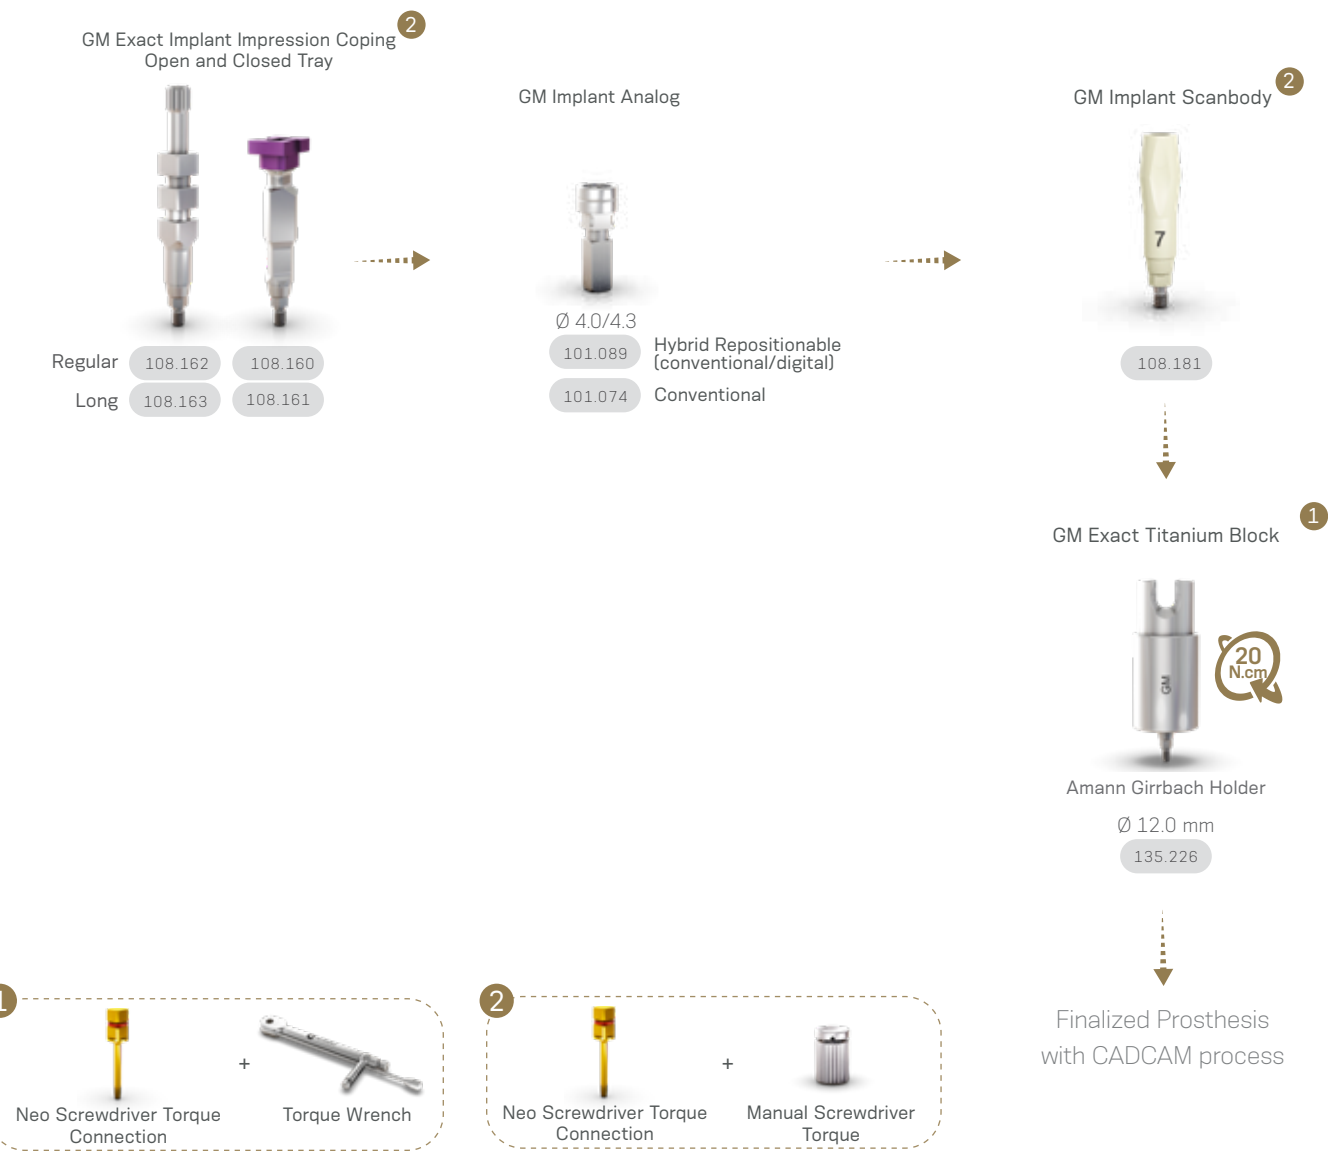 GM Exact Implant Impression Coping 2
Open and Closed Tray
Regular 108.162 108.160
Long 108.163 108.161
GM Implant Analog
Ø 4.0/4.3
101.089 Hybrid Repositionable
(conventional/digital)
101.074 Conventional
GM Implant Scanbody 2
7
108.181
GM Exact Titanium Block 1
GM
20
N.cm
Amann Girrbach Holder
Ø 12.0 mm
135.226
Finalized Prosthesis
with CADCAM process
1
Neo Screwdriver Torque
Connection
+
Torque Wrench
2
Neo Screwdriver Torque
Connection
+
Manual Screwdriver
Torque